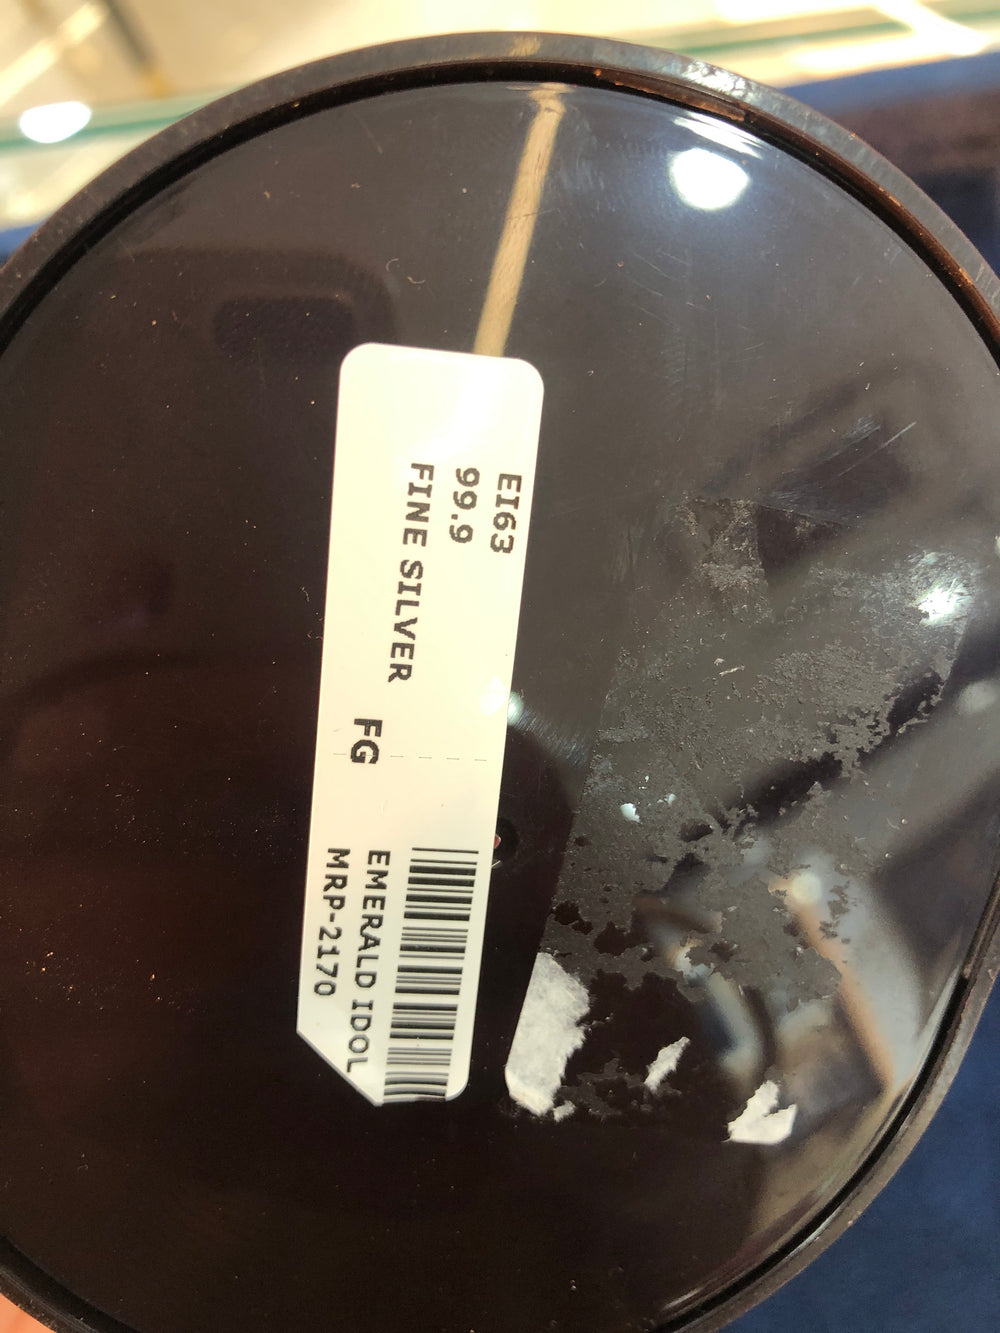 EI63
99.9
FINE SILVER
FG
EMERALD IDOL
MRP-2170